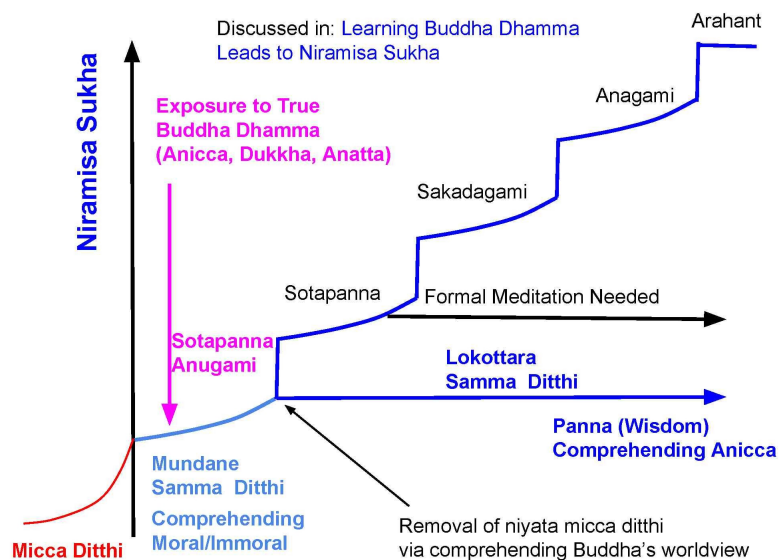 Discussed in: Learning Buddha Dhamma
Leads to Niramisa Sukha
Arahant
Niramisa Sukha
Exposure to True
Buddha Dhamma
(Anicca, Dukkha, Anatta)
Anagami
Sakadagami
Sotapanna
Formal Meditation Needed
Sotapanna
Anugami
Lokottara
Samma Ditthi
Panna (Wisdom)
Comprehending Anicca
Mundane
Samma Ditthi
Comprehending
Moral/Immoral
Micca Ditthi
Removal of niyata micca ditthi
via comprehending Buddha's worldview